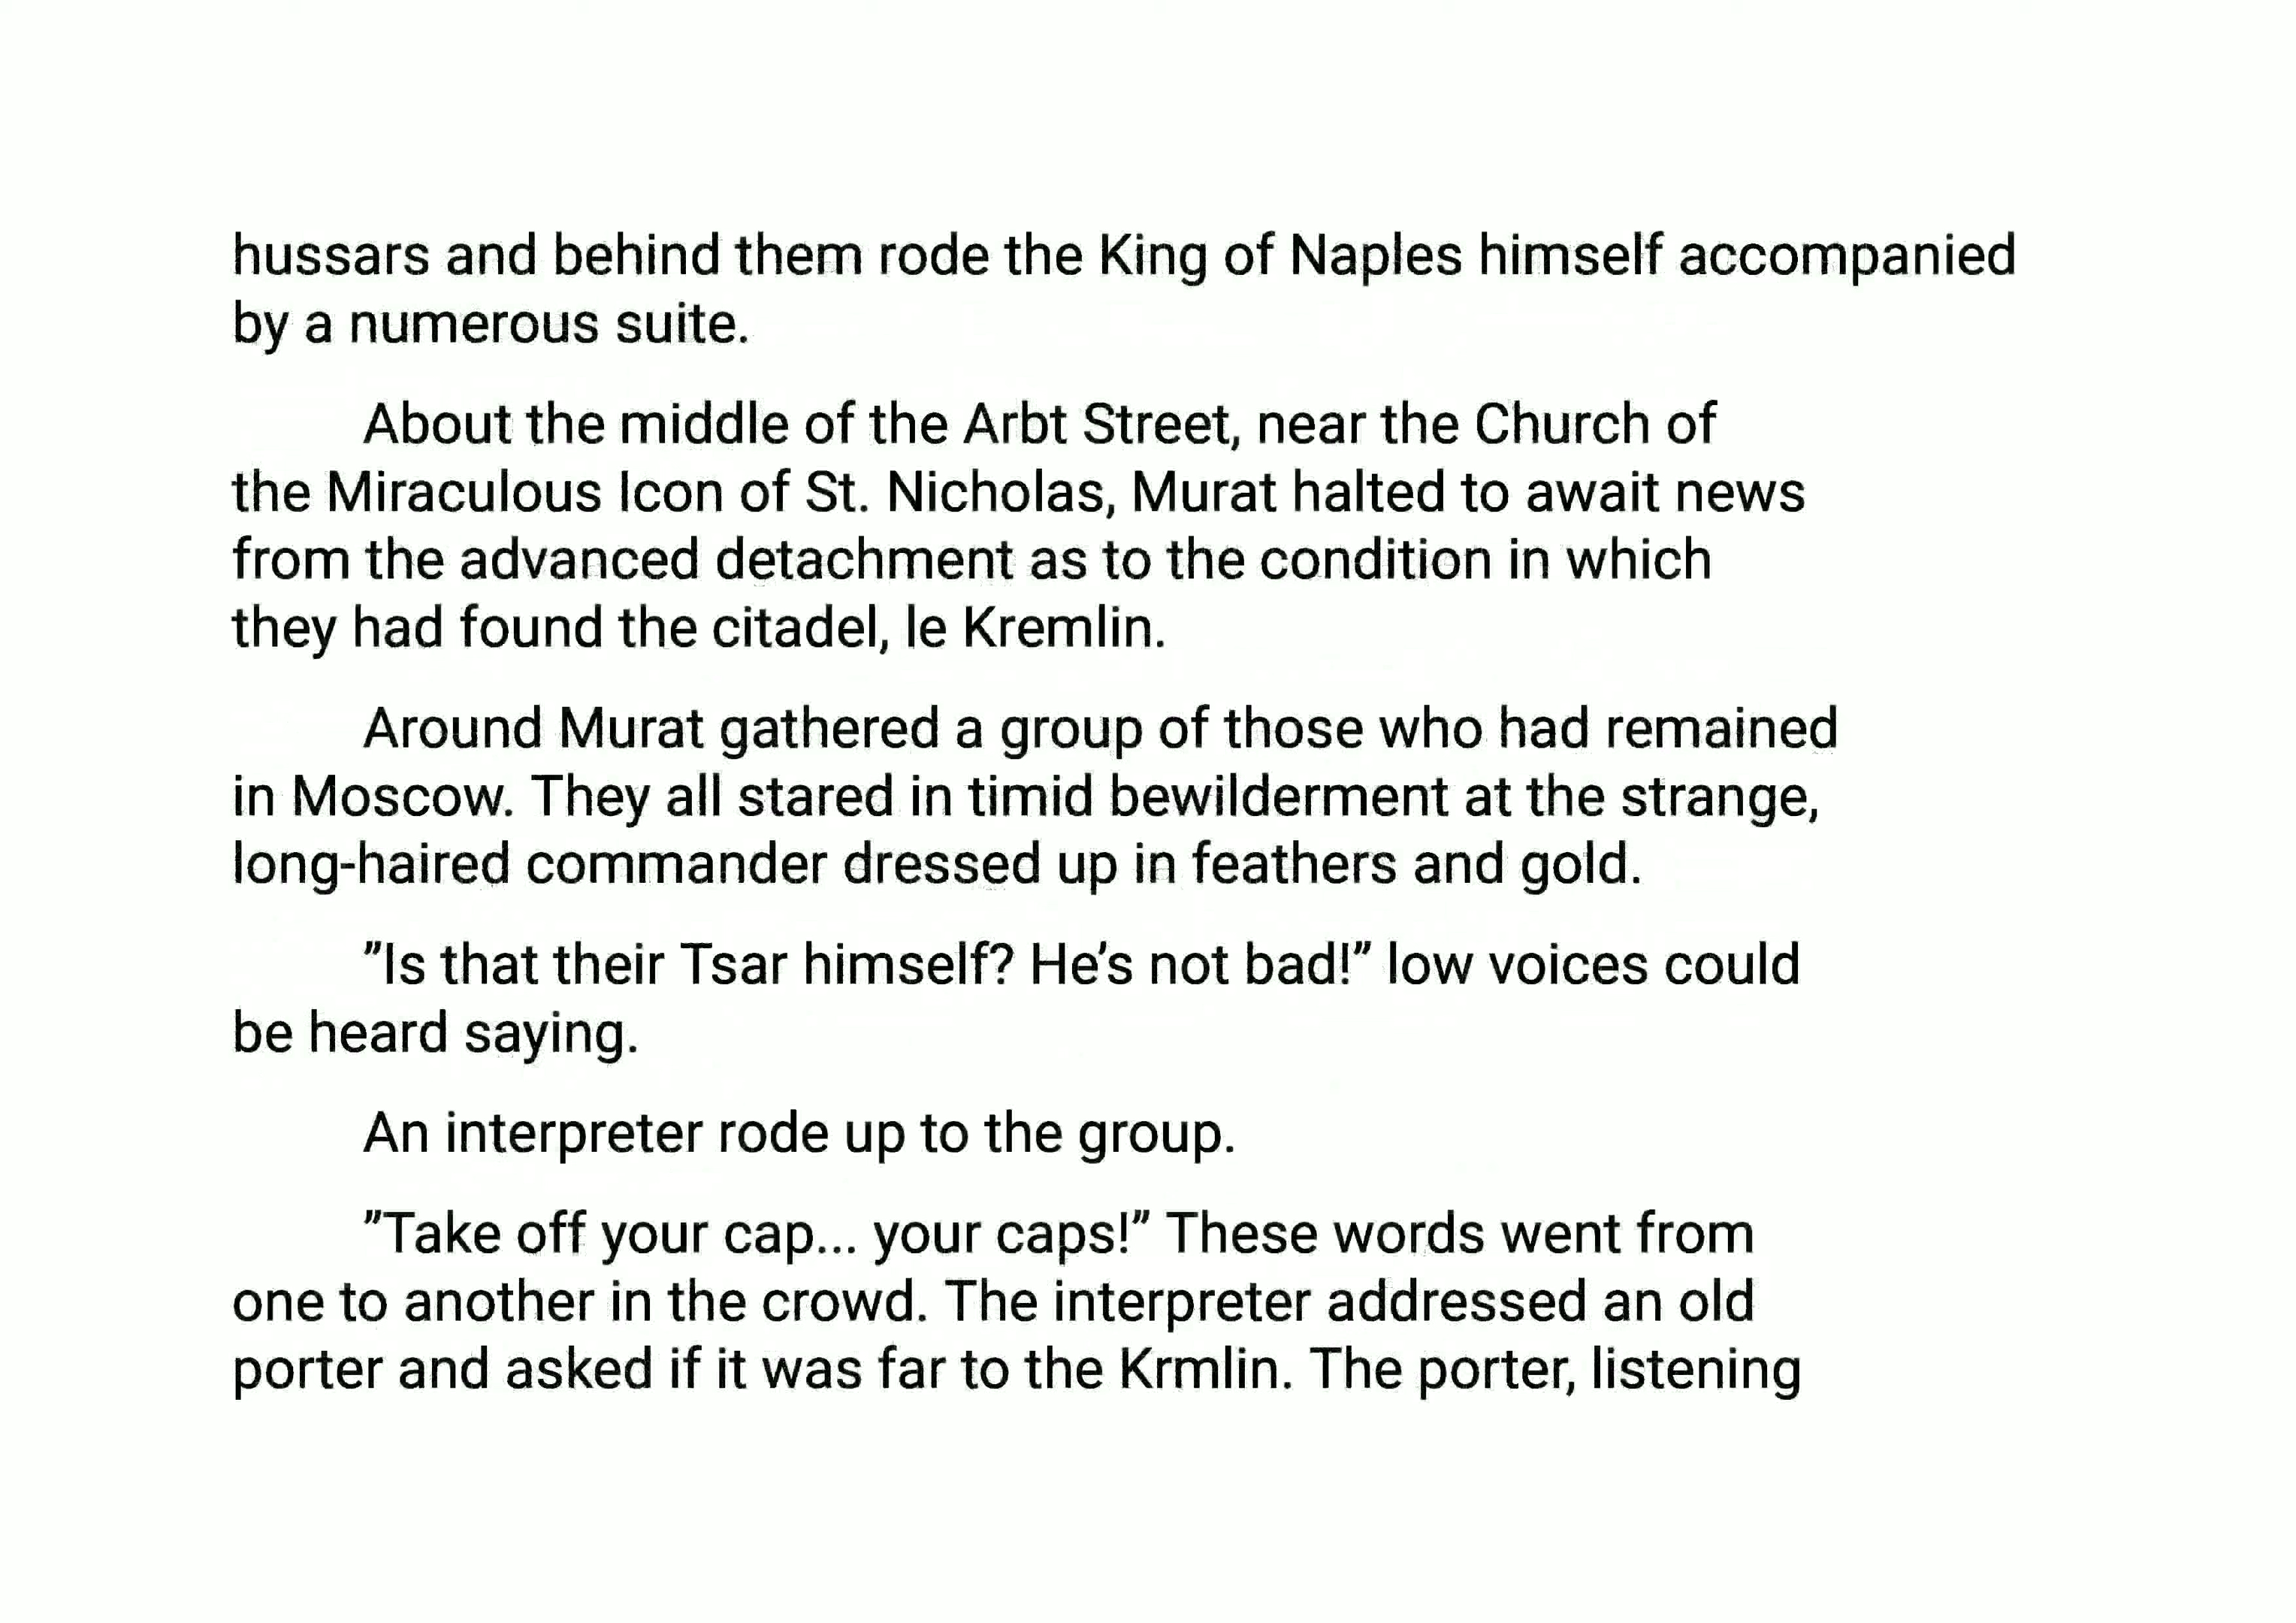 hussars and behind them rode the King of Naples himself accompanied
by a numerous suite.
About the middle of the Arbt Street, near the Church of
the Miraculous Icon of St. Nicholas, Murat halted to await news
from the advanced detachment as to the condition in which
they had found the citadel, le Kremlin.
Around Murat gathered a group of those who had remained
in Moscow. They all stared in timid bewilderment at the strange,
long-haired commander dressed up in feathers and gold.
”Is that their Tsar himself? He’s not bad!” low voices could
be heard saying.
An interpreter rode up to the group.
”Take off your cap... your caps!” These words went from
one to another in the crowd. The interpreter addressed an old
porter and asked if it was far to the Krmlin. The porter, listening